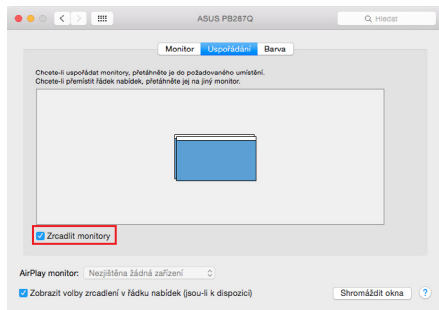 ASUS PB287Q
Hledat
Monitor Uspořádání Barva
Chcete-li uspořádat monitory, přetáhněte je do požadovaného umístění.
Chcete-li přemístit řádek nabídek, přetáhněte jej na jiný monitor.
Zrcadlit monitory
AirPlay monitor: Nezjištěna žádná zařízení
Zobrazit volby zrcadlení v řádku nabídek (jsou-li k dispozici)
Shromáždit okna ?